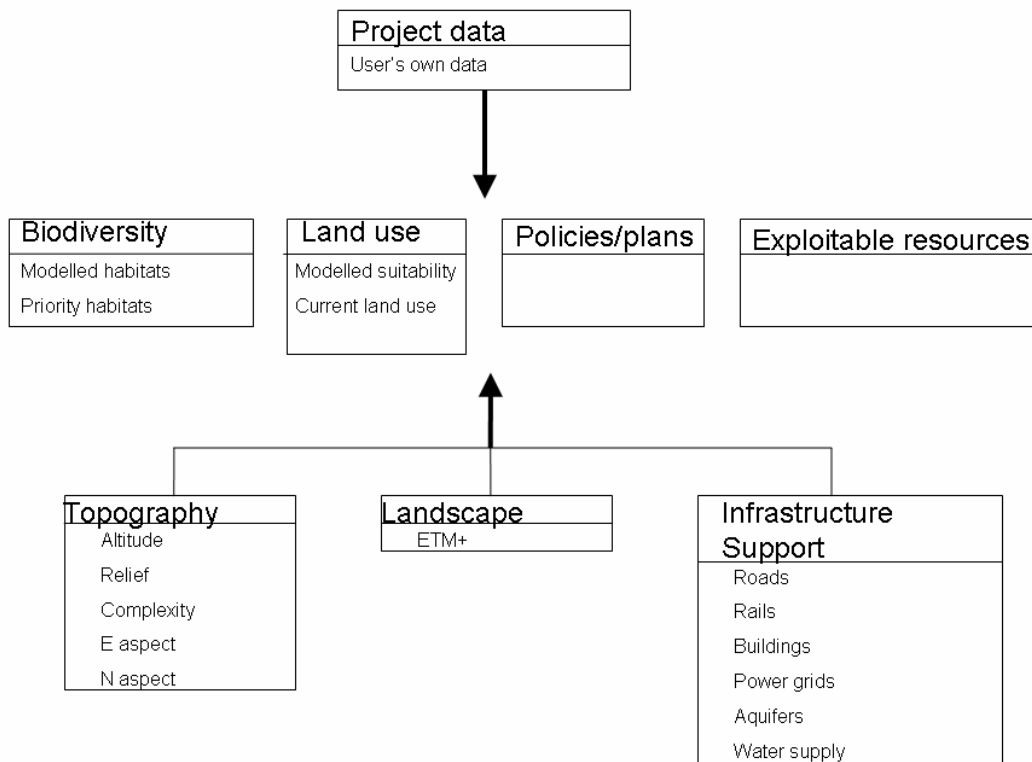 Project data
User's own data
Biodiversity
Modelled habitats
Priority habitats
Land use
Modelled suitability
Current land use
Policies/plans
Exploitable resources
Topography
Altitude
Relief
Complexity
E aspect
N aspect
Landscape
ETM+
Infrastructure
Support
Roads
Rails
Buildings
Power grids
Aquifers
Water supply